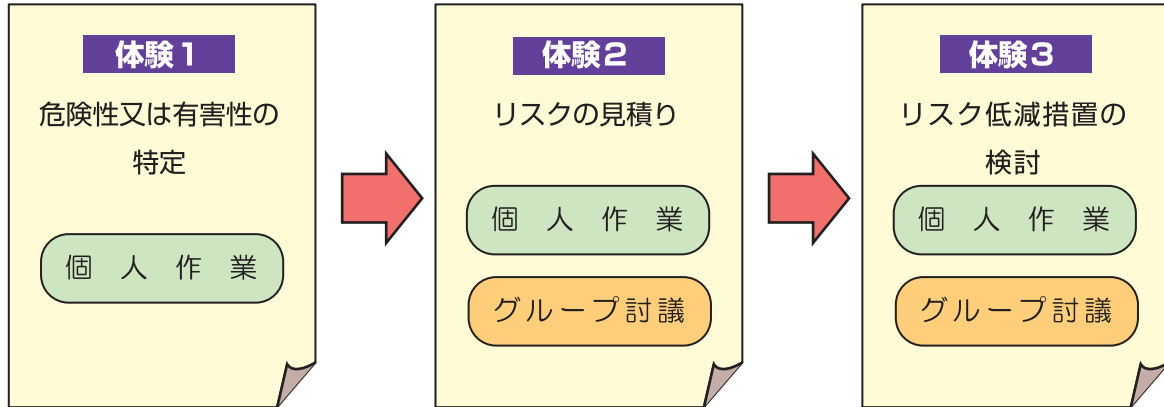 体験1
危険性又は有害性の
特定
個人作業
体験2
リスクの見積り
個人作業
グループ討議
体験3
リスク低減措置の
検討
個人作業
グループ討議